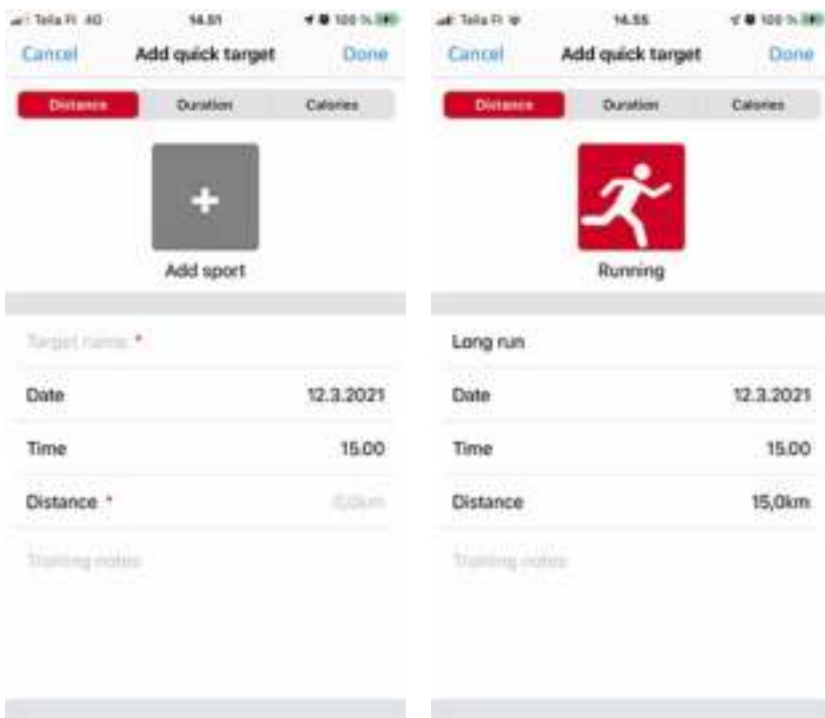 Telia FI 4G 14.51 100 %
Cancel Add quick target Done
Distance Duration Calories
Add sport
Target name *
Date 12.3.2021
Time 15.00
Distance * 0,0km
Training notes
Telia FI 14.55 100 %
Cancel Add quick target Done
Distance Duration Calories
Running
Long run
Date 12.3.2021
Time 15.00
Distance 15,0km
Training notes